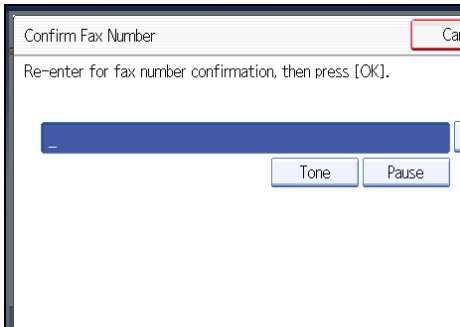 Confirm Fax Number
Re-enter for fax number confirmation, then press [OK].
_
Tone Pause